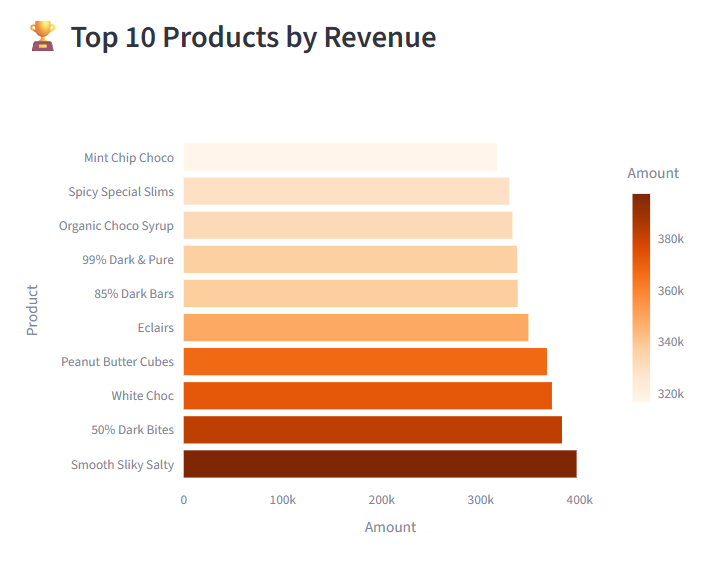 🏆 Top 10 Products by Revenue
Amount
Product
Mint Chip Choco
Spicy Special Slims
Organic Choco Syrup
99% Dark & Pure
85% Dark Bars
Eclairs
Peanut Butter Cubes
White Choc
50% Dark Bites
Smooth Sliky Salty
380k
360k
340k
320k
0 100k 200k 300k 400k
Amount